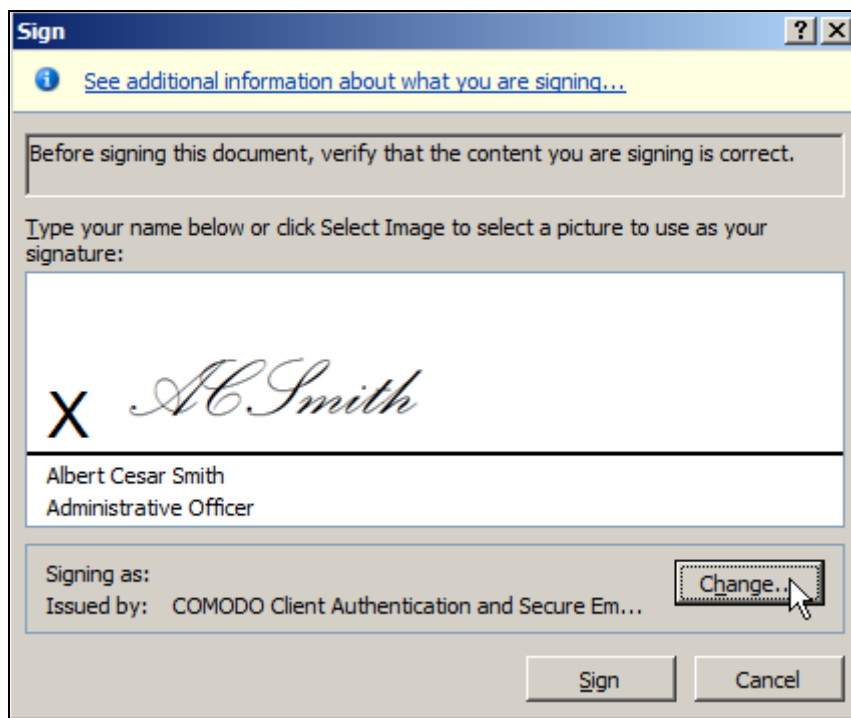 Sign
See additional information about what you are signing...
Before signing this document, verify that the content you are signing is correct.
Type your name below or click Select Image to select a picture to use as your
signature:
X AC Smith
Albert Cesar Smith
Administrative Officer
Signing as:
Change...
Issued by: COMODO Client Authentication and Secure Em...
Sign Cancel